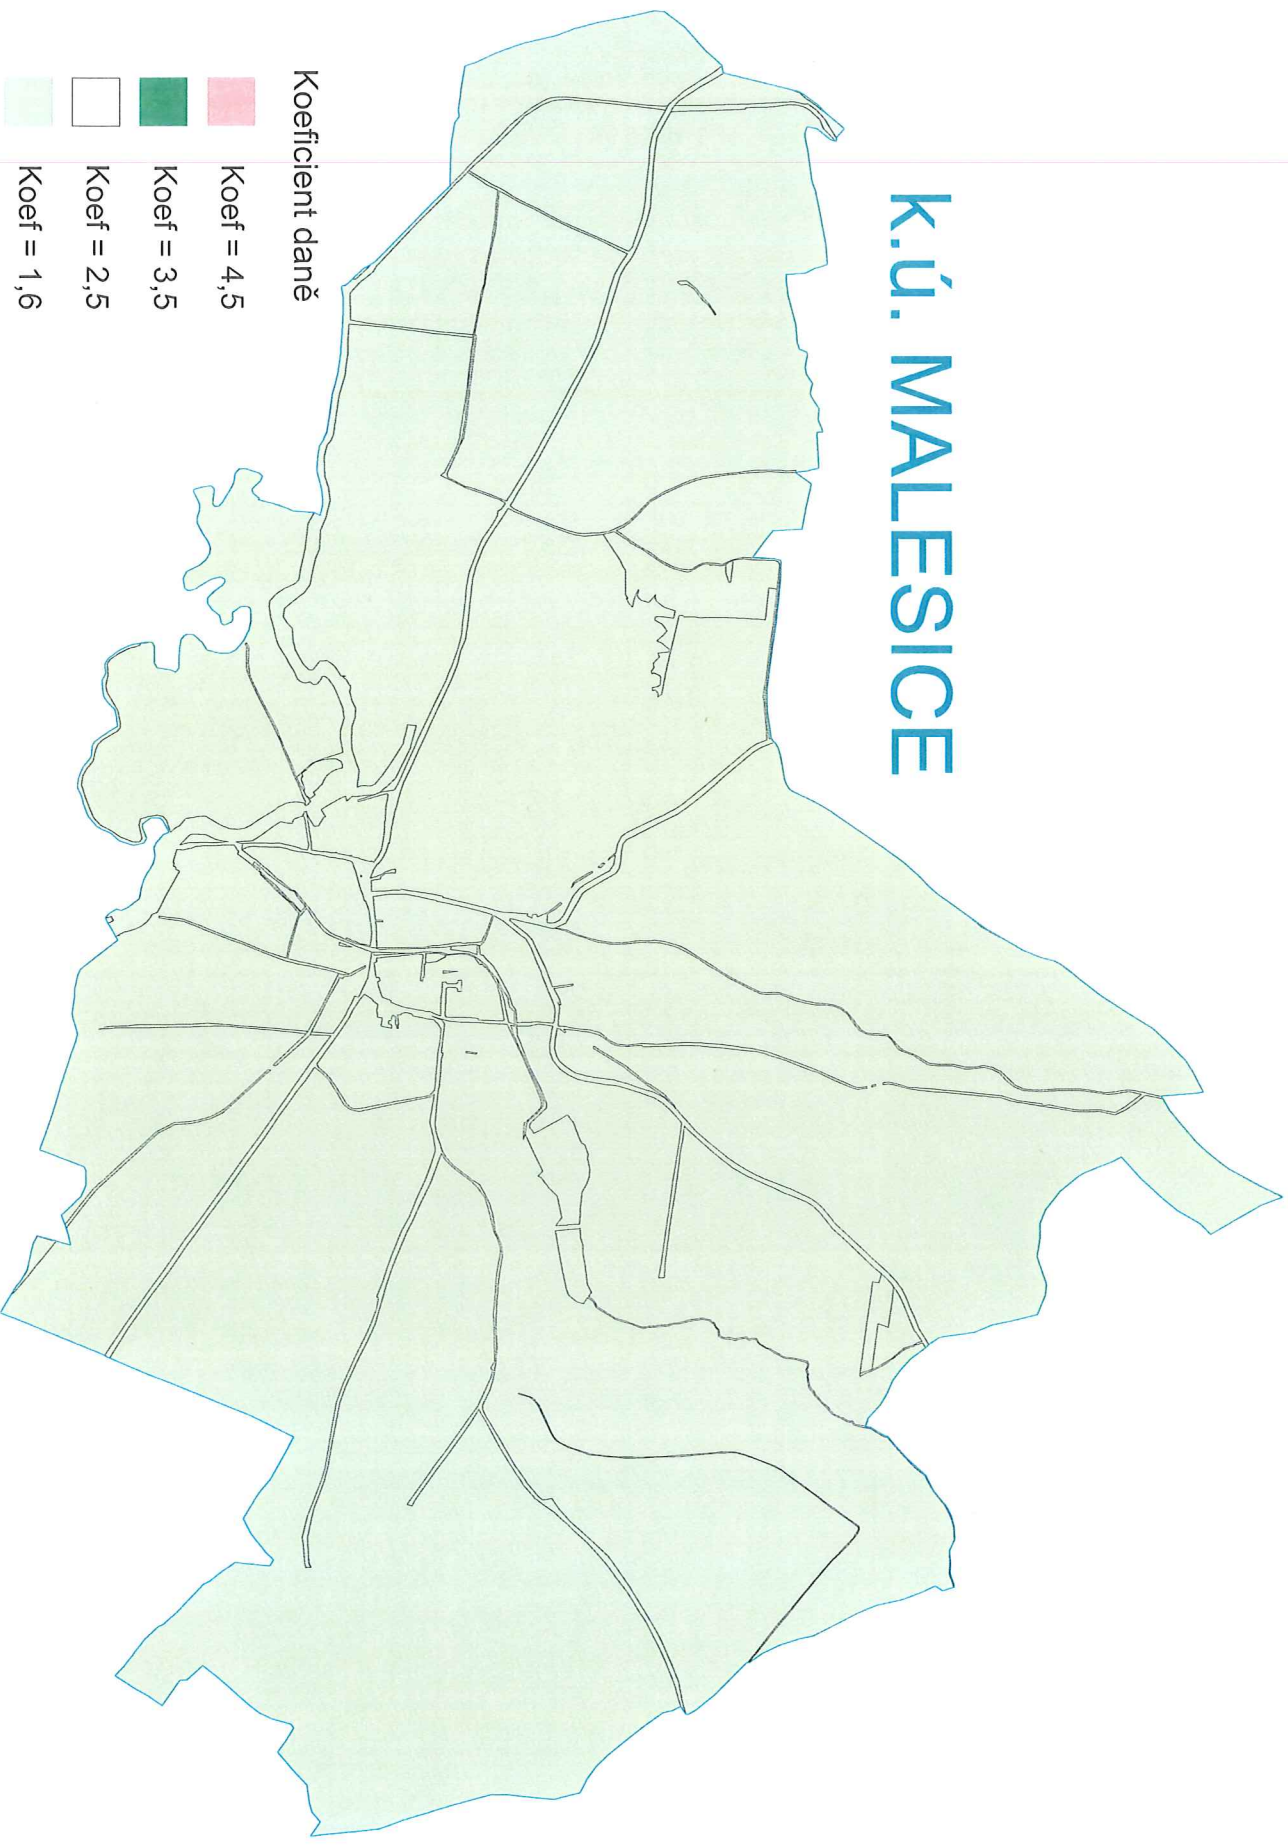 k.ú. MALESICE
Koeficient daně
Koef = 4,5
Koef = 3,5
Koef = 2,5
Koef = 1,6